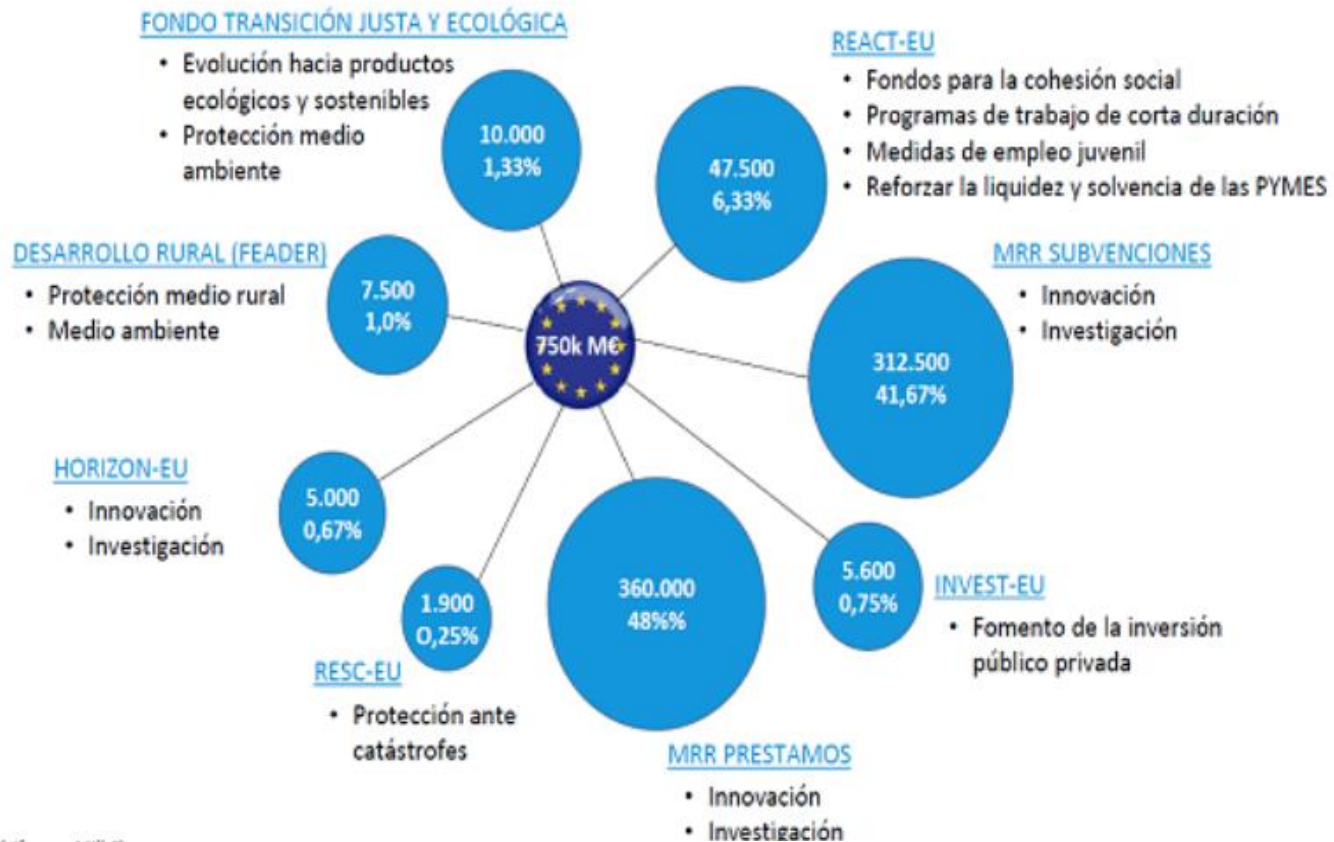 FONDO TRANSICIÓN JUSTA Y ECOLÓGICA
• Evolución hacia productos
ecológicos y sostenibles
• Protección medio
ambiente
10.000
1,33%
REACT-EU
• Fondos para la cohesión social
• Programas de trabajo de corta duración
• Medidas de empleo juvenil
• Reforzar la liquidez y solvencia de las PYMES
47.500
6,33%
DESARROLLO RURAL (FEADER)
• Protección medio rural
• Medio ambiente
7.500
1,0%
750k M€
MRR SUBVENCIONES
• Innovación
• Investigación
312.500
41,67%
HORIZON-EU
• Innovación
• Investigación
5.000
0,67%
1.900
O,25%
RESC-EU
• Protección ante
catástrofes
360.000
48%%
MRR PRESTAMOS
• Innovación
• Investigación
5.600
0,75%
INVEST-EU
• Fomento de la inversión
público privada